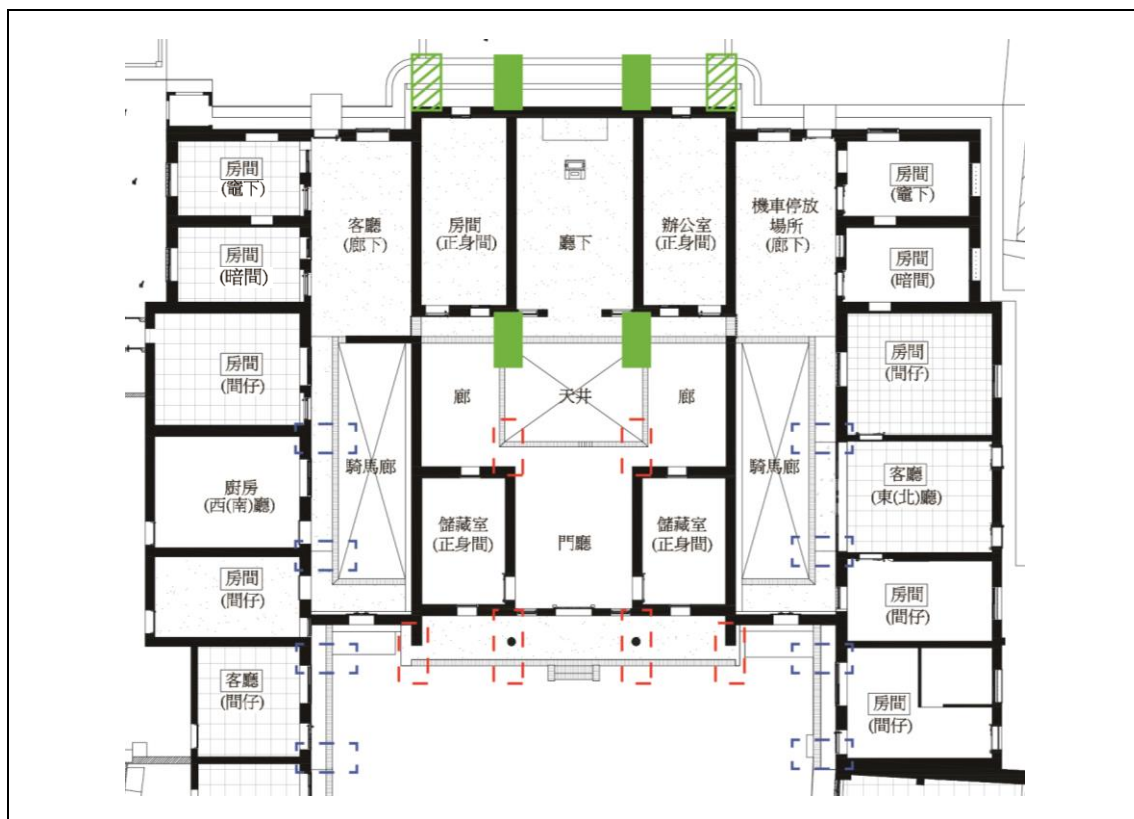 房間
(竈下)
客廳
(廊下)
房間
(正身間)
廳下
辦公室
(正身間)
機車停放
場所
(廊下)
房間
(竈下)
房間
(暗間)
房間
(暗間)
房間
(間仔)
廊
天井
廊
房間
(間仔)
廚房
(西(南)廳)
騎馬廊
騎馬廊
客廳
(東(北)廳)
儲藏室
(正身間)
門廳
儲藏室
(正身間)
房間
(間仔)
房間
(間仔)
客廳
(間仔)
房間
(間仔)